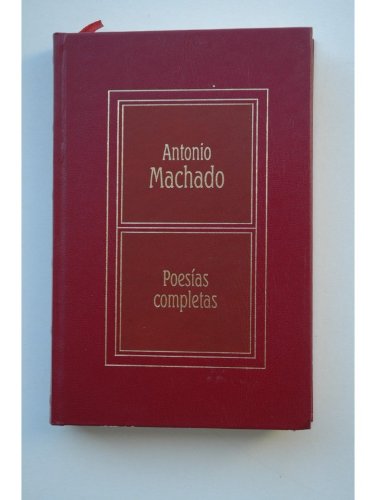 Antonio
Machado
Poesías
completas